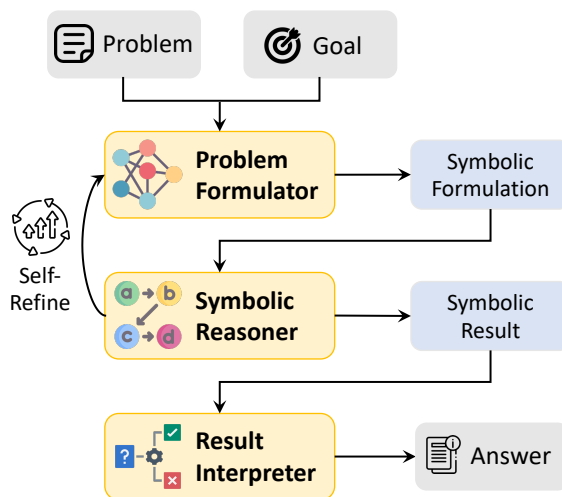 Problem
Goal
Problem
Formulator
Symbolic
Formulation
Self-
Refine
a
b
c
d
Symbolic
Reasoner
Symbolic
Result
?
Result
Interpreter
i
Answer